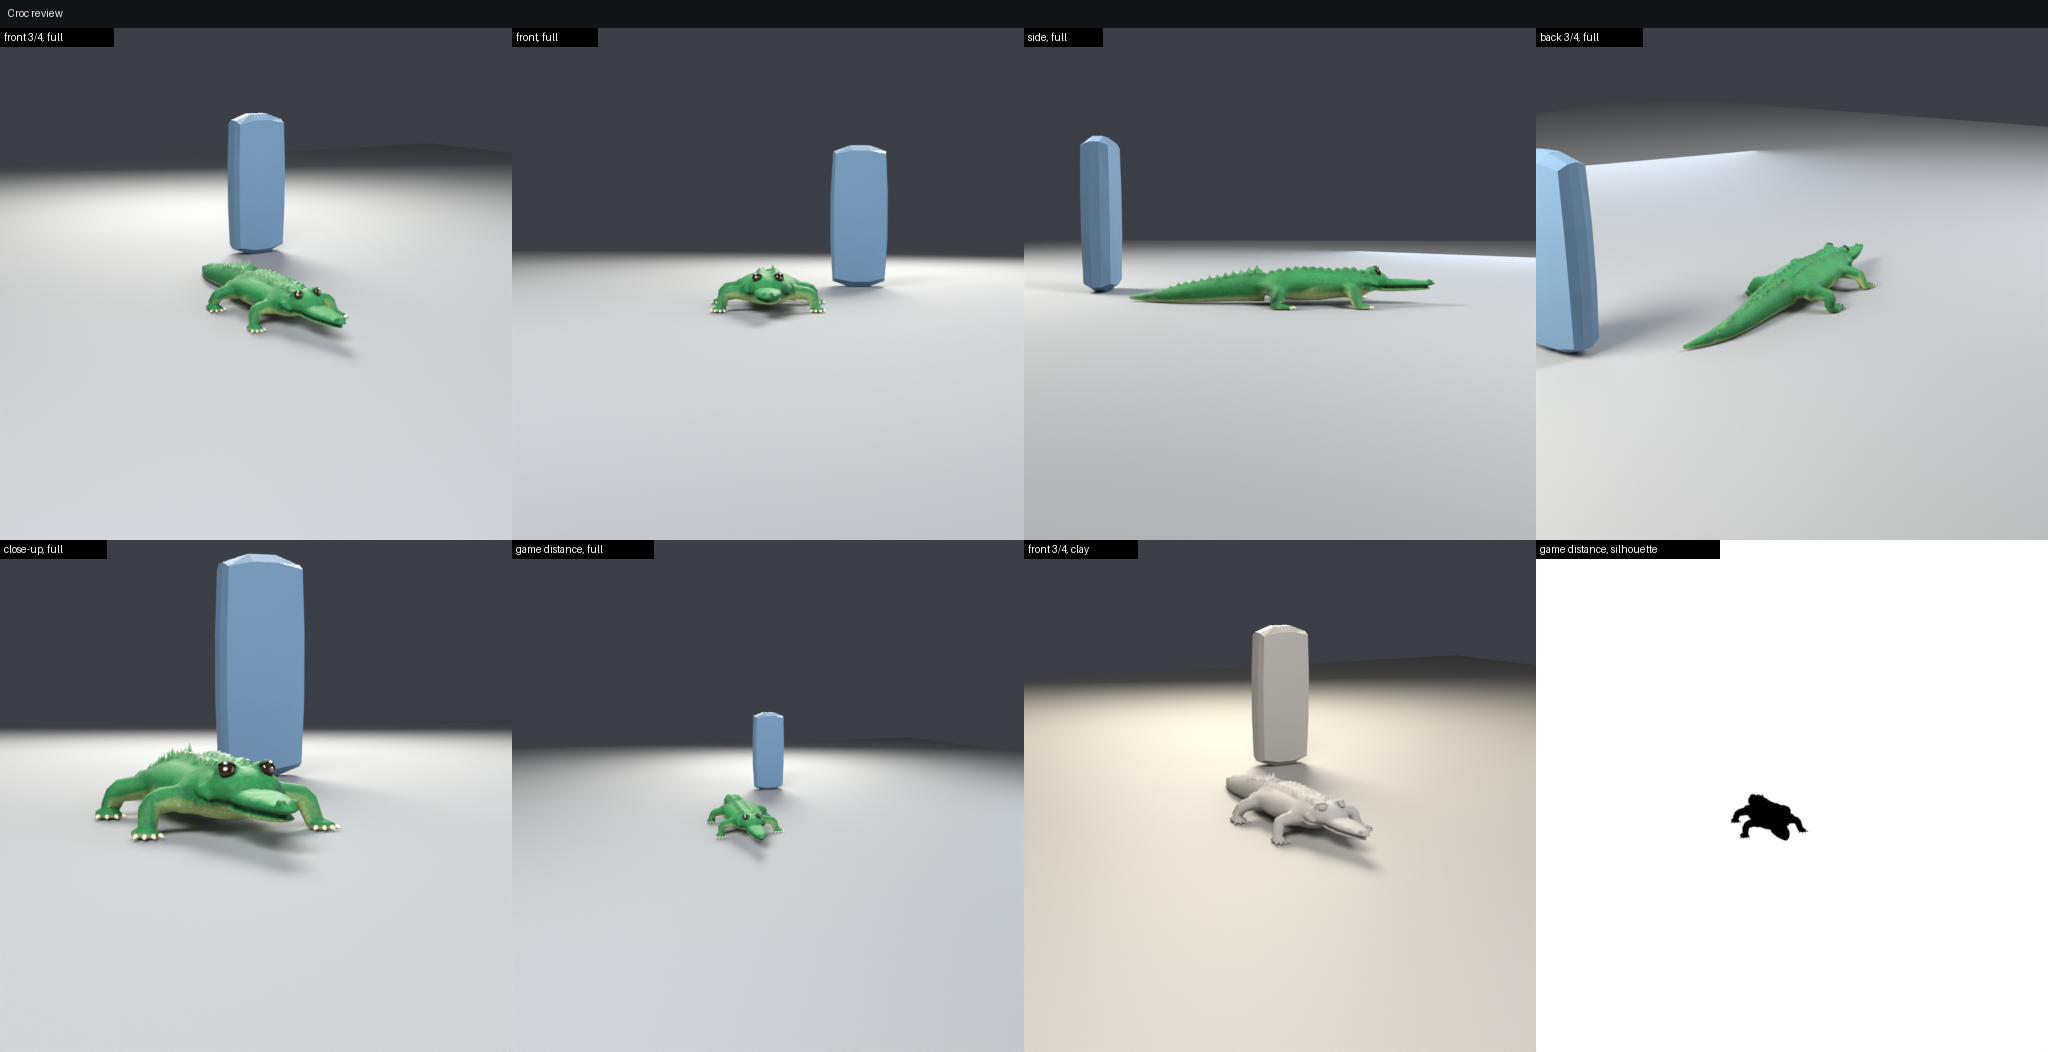 Croc review
front 3/4, full
front, full
side, full
back 3/4, full
close-up, full
game distance, full
front 3/4, clay
game distance, silhouette